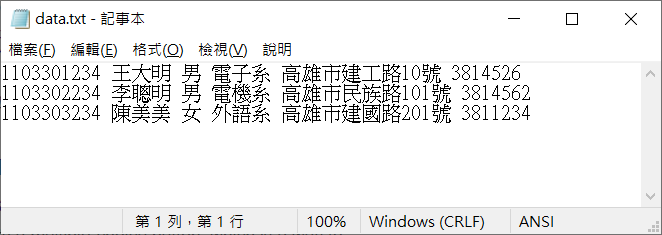 data.txt - 記事本
檔案(F) 編輯(E) 格式(O) 檢視(V) 說明
1103301234 王大明 男 電子系 高雄市建工路10號 3814526
1103302234 李聰明 男 電機系 高雄市民族路101號 3814562
1103303234 陳美美 女 外語系 高雄市建國路201號 3811234
第 1 列，第 1 行 100% Windows (CRLF) ANSI